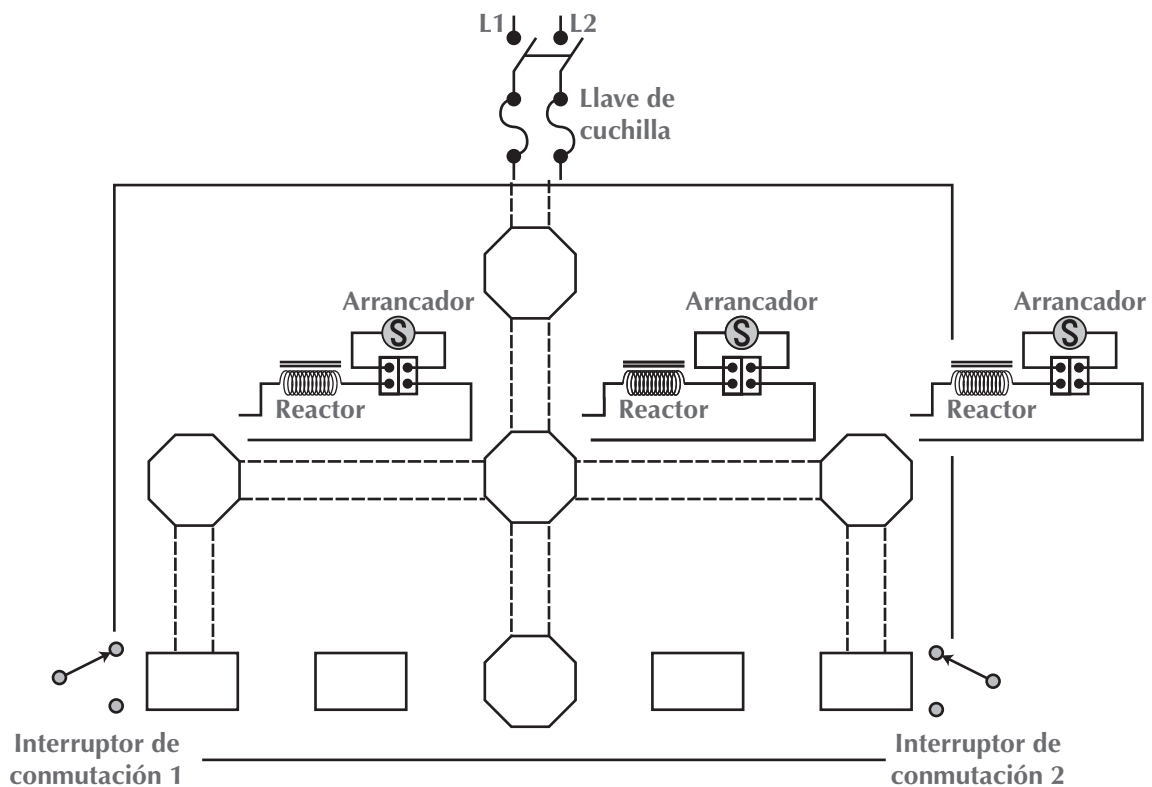 L1 L2
Llave de
cuchilla
Arrancador Arrancador Arrancador
S S S
Reactor Reactor Reactor
Interruptor de
conmutación 1
Interruptor de
conmutación 2